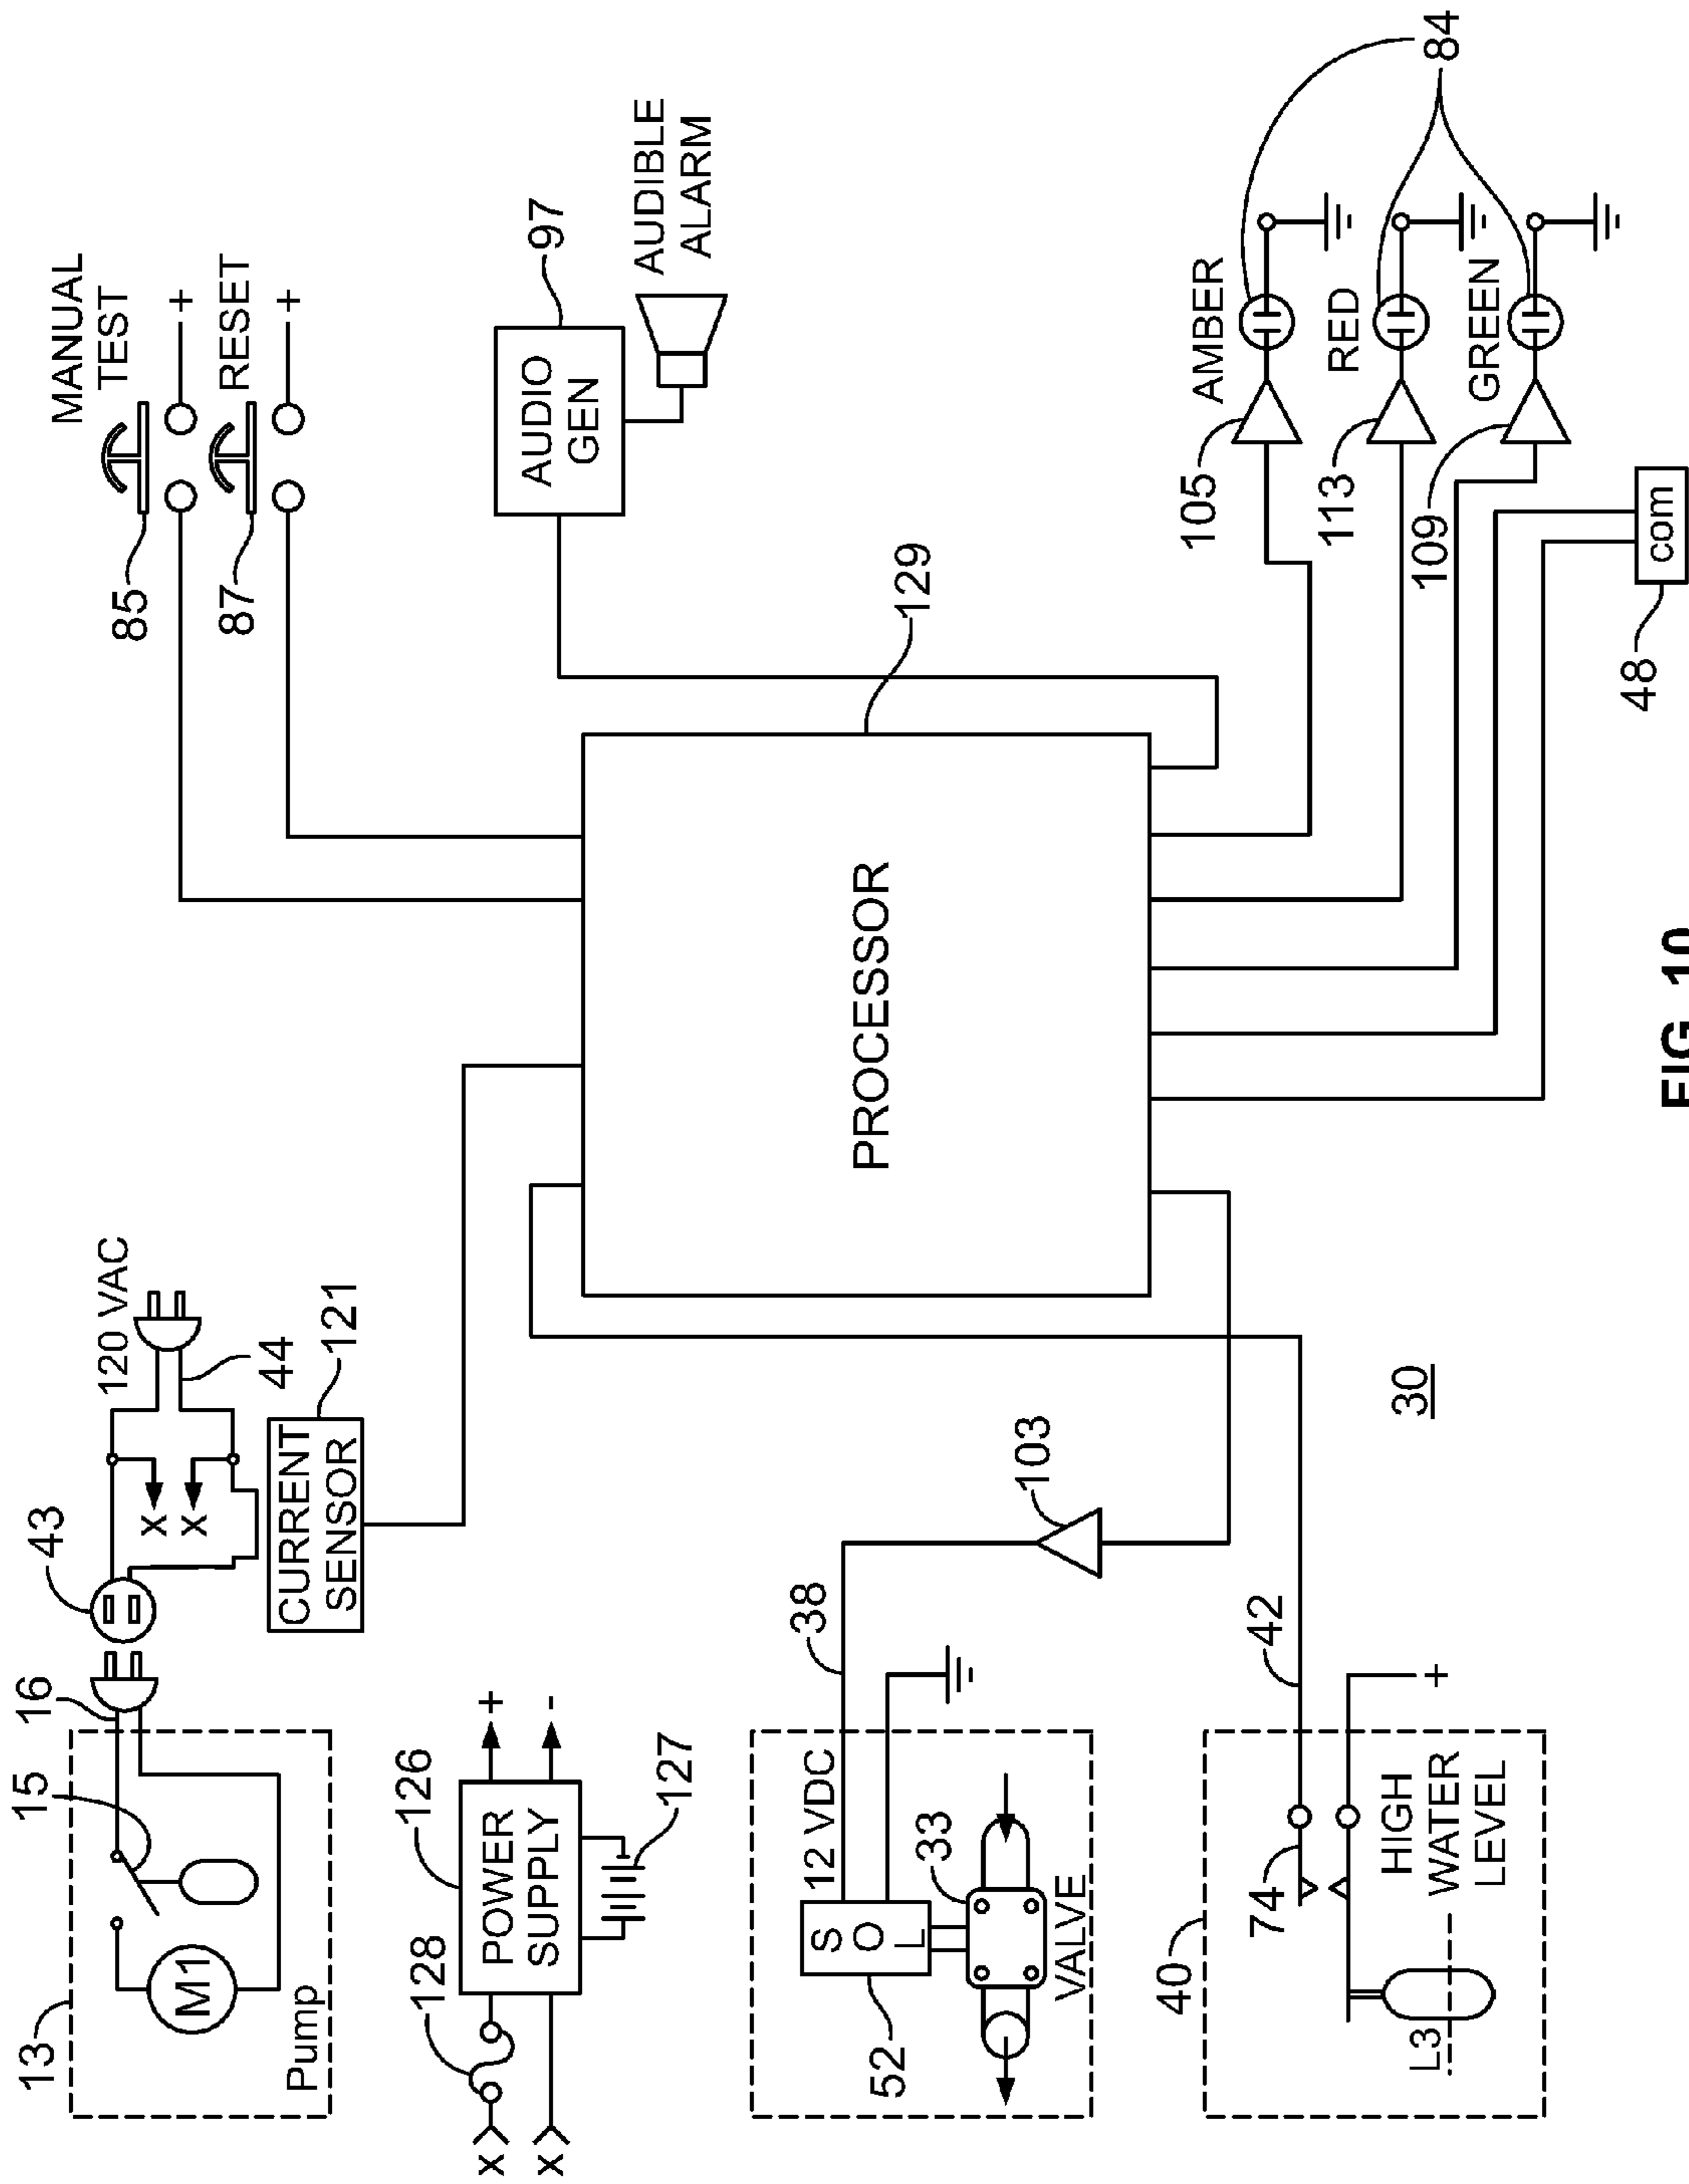 13
15
16
43
120 VAC
44
M1
Pump
X
X
CURRENT
SENSOR
121
MANUAL
TEST
+
85
RESET
+
87
128
126
POWER
SUPPLY
+
-
X
X
127
AUDIO
GEN
97
AUDIBLE
ALARM
PROCESSOR
129
38
12 VDC
S
O
L
52
33
VALVE
103
105
AMBER
113
RED
109
GREEN
84
40
74
42
HIGH
WATER
LEVEL
+
L3
30
com
48
FIG. 10